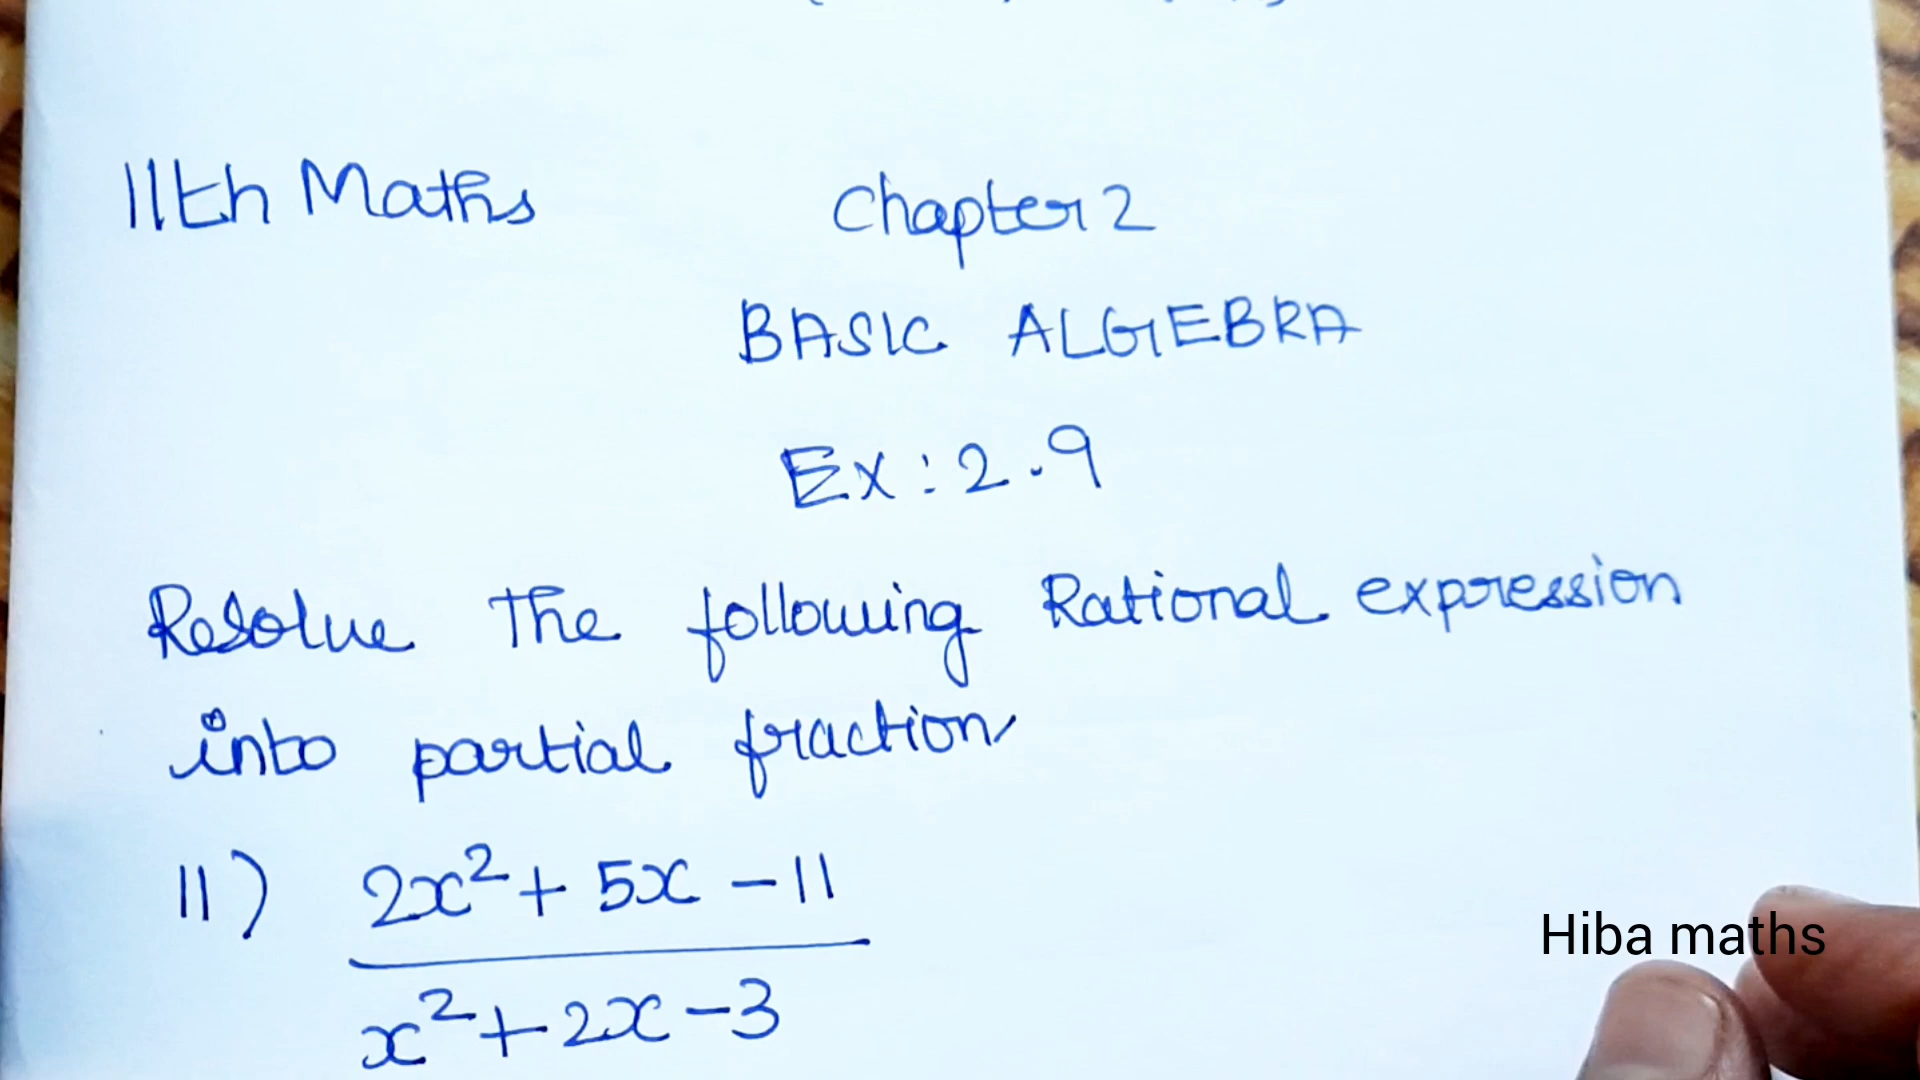 11th Maths Chapter 2
BASIC ALGEBRA
Ex : 2.9
Resolve The following Rational expression
into partial fraction
11) 2x² + 5x - 11
x² + 2x - 3
Hiba maths